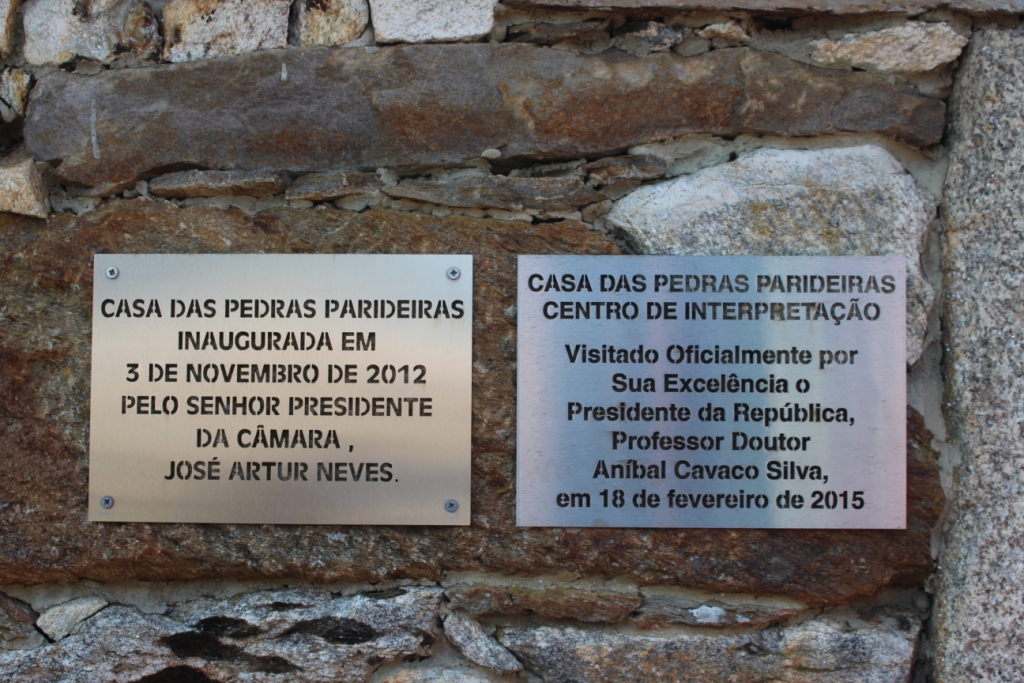 CASA DAS PEDRAS PARIDEIRAS
INAUGURADA EM
3 DE NOVEMBRO DE 2012
PELO SENHOR PRESIDENTE
DA CÂMARA ,
JOSÉ ARTUR NEVES.
CASA DAS PEDRAS PARIDEIRAS
CENTRO DE INTERPRETAÇÃO
Visitado Oficialmente por
Sua Excelência o
Presidente da República,
Professor Doutor
Aníbal Cavaco Silva,
em 18 de fevereiro de 2015